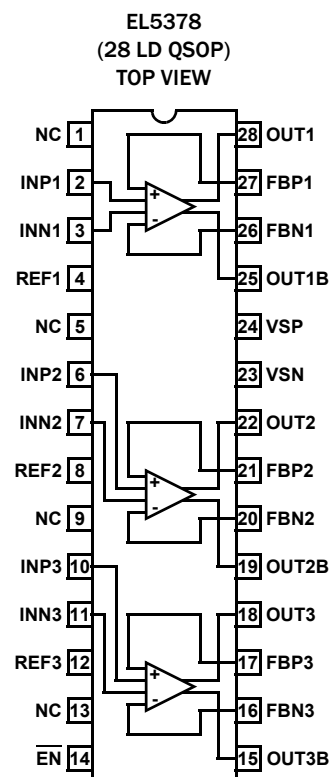 EL5378
(28 LD QSOP)
TOP VIEW
NC 1
INP1 2
INN1 3
REF1 4
NC 5
INP2 6
INN2 7
REF2 8
NC 9
INP3 10
INN3 11
REF3 12
NC 13
E̅N̅ 14
+
-
+
-
+
-
28 OUT1
27 FBP1
26 FBN1
25 OUT1B
24 VSP
23 VSN
22 OUT2
21 FBP2
20 FBN2
19 OUT2B
18 OUT3
17 FBP3
16 FBN3
15 OUT3B